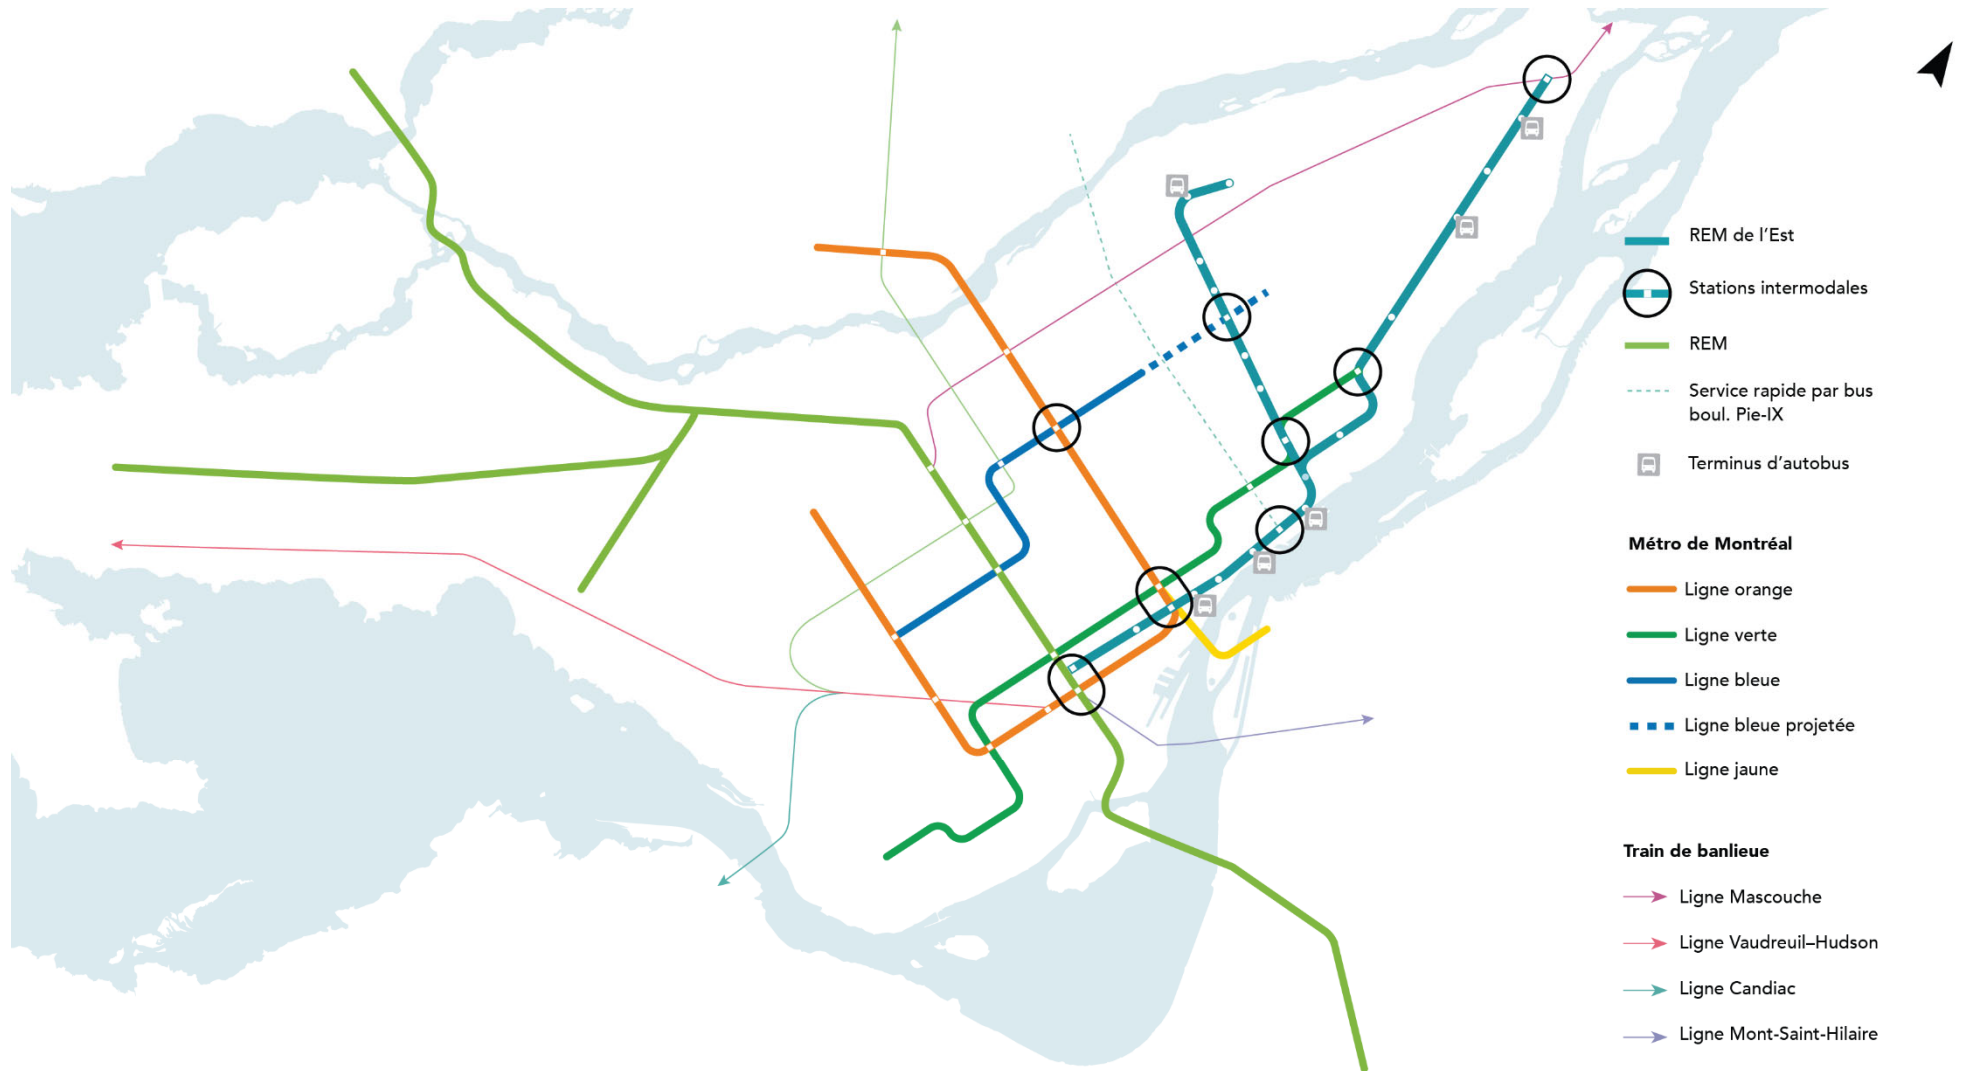 REM de l'Est
Stations intermodales
REM
Service rapide par bus
boul. Pie-IX
Terminus d'autobus
Métro de Montréal
Ligne orange
Ligne verte
Ligne bleue
Ligne bleue projetée
Ligne jaune
Train de banlieue
Ligne Mascouche
Ligne Vaudreuil–Hudson
Ligne Candiac
Ligne Mont-Saint-Hilaire